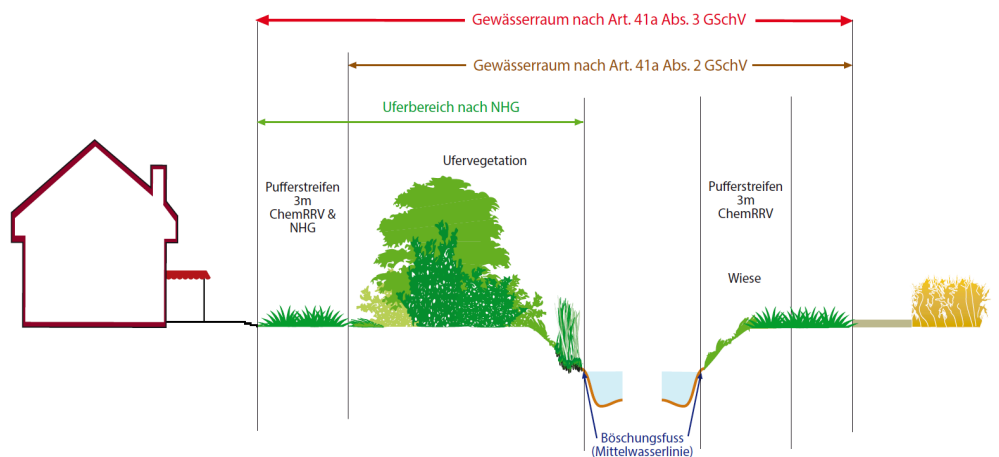 Gewässerraum nach Art. 41a Abs. 3 GSchV
Gewässerraum nach Art. 41a Abs. 2 GSchV
Uferbereich nach NHG
Ufervegetation
Pufferstreifen
3m
ChemRRV &
NHG
Pufferstreifen
3m
ChemRRV
Wiese
Böschungsfuss
(Mittelwasserlinie)